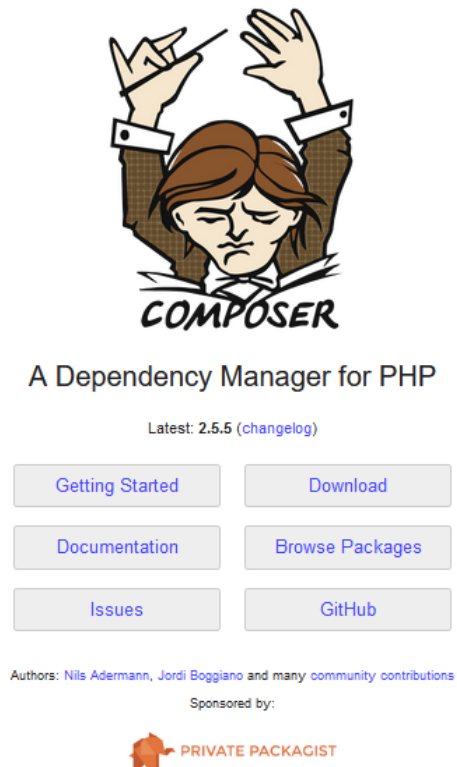 COMPOSER
A Dependency Manager for PHP
Latest: 2.5.5 (changelog)
Getting Started
Download
Documentation
Browse Packages
Issues
GitHub
Authors: Nils Adermann, Jordi Boggiano and many community contributions
Sponsored by:
PRIVATE PACKAGIST